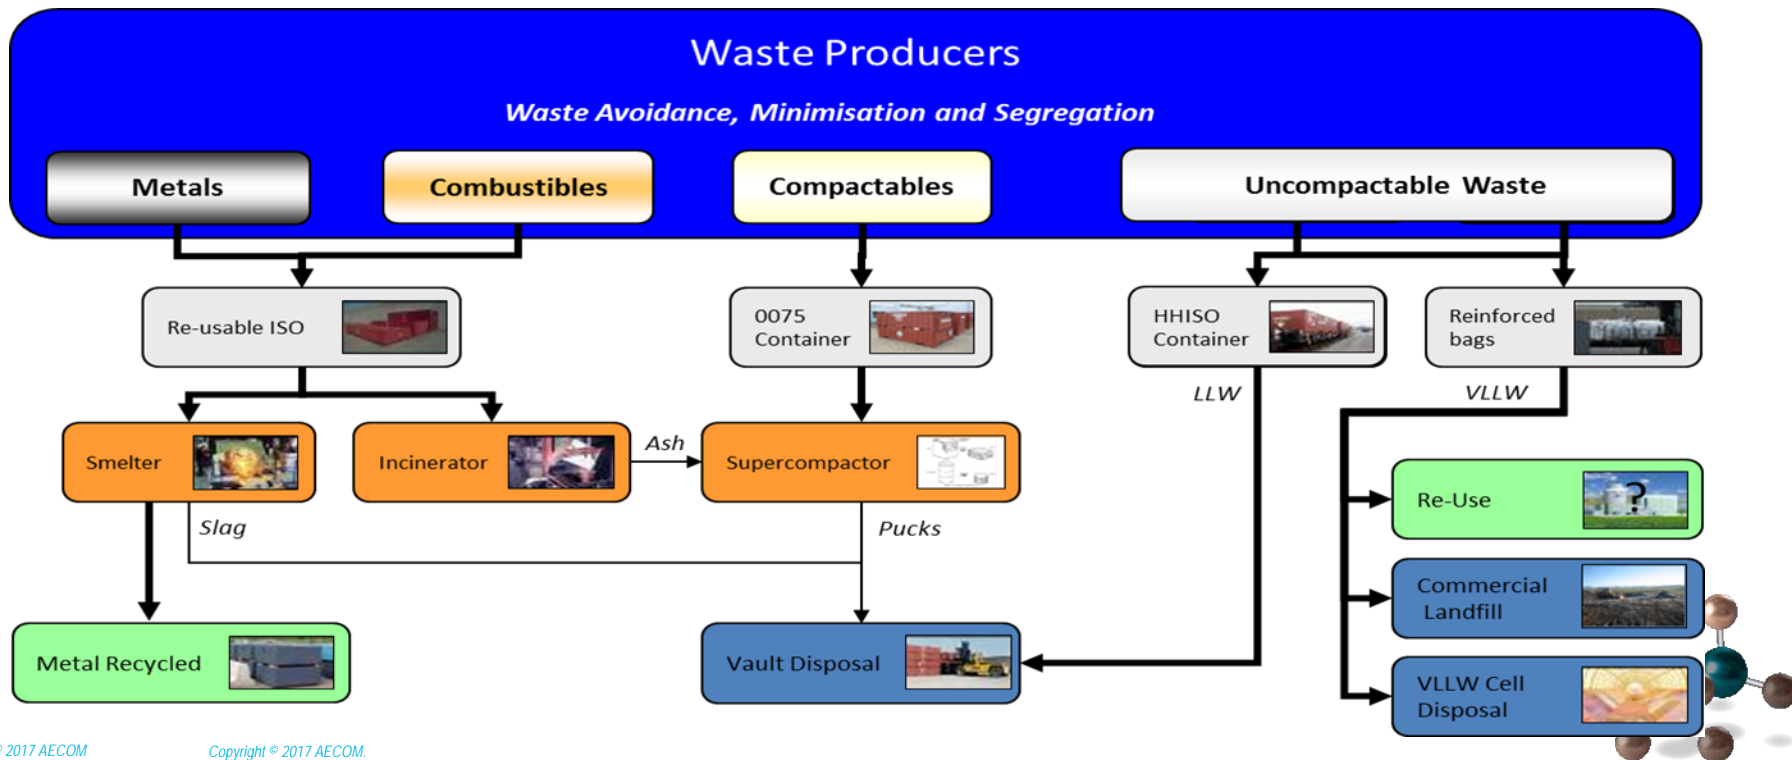 Waste Producers
Waste Avoidance, Minimisation and Segregation
Metals
Combustibles
Compactables
Uncompactable Waste
Re-usable ISO
0075
Container
HHISO
Container
Reinforced
bags
LLW
VLLW
Smelter
Incinerator
Ash
Supercompactor
Re-Use
?
Slag
Pucks
Commercial
Landfill
Metal Recycled
Vault Disposal
VLLW Cell
Disposal
© 2017 AECOM
Copyright © 2017 AECOM.